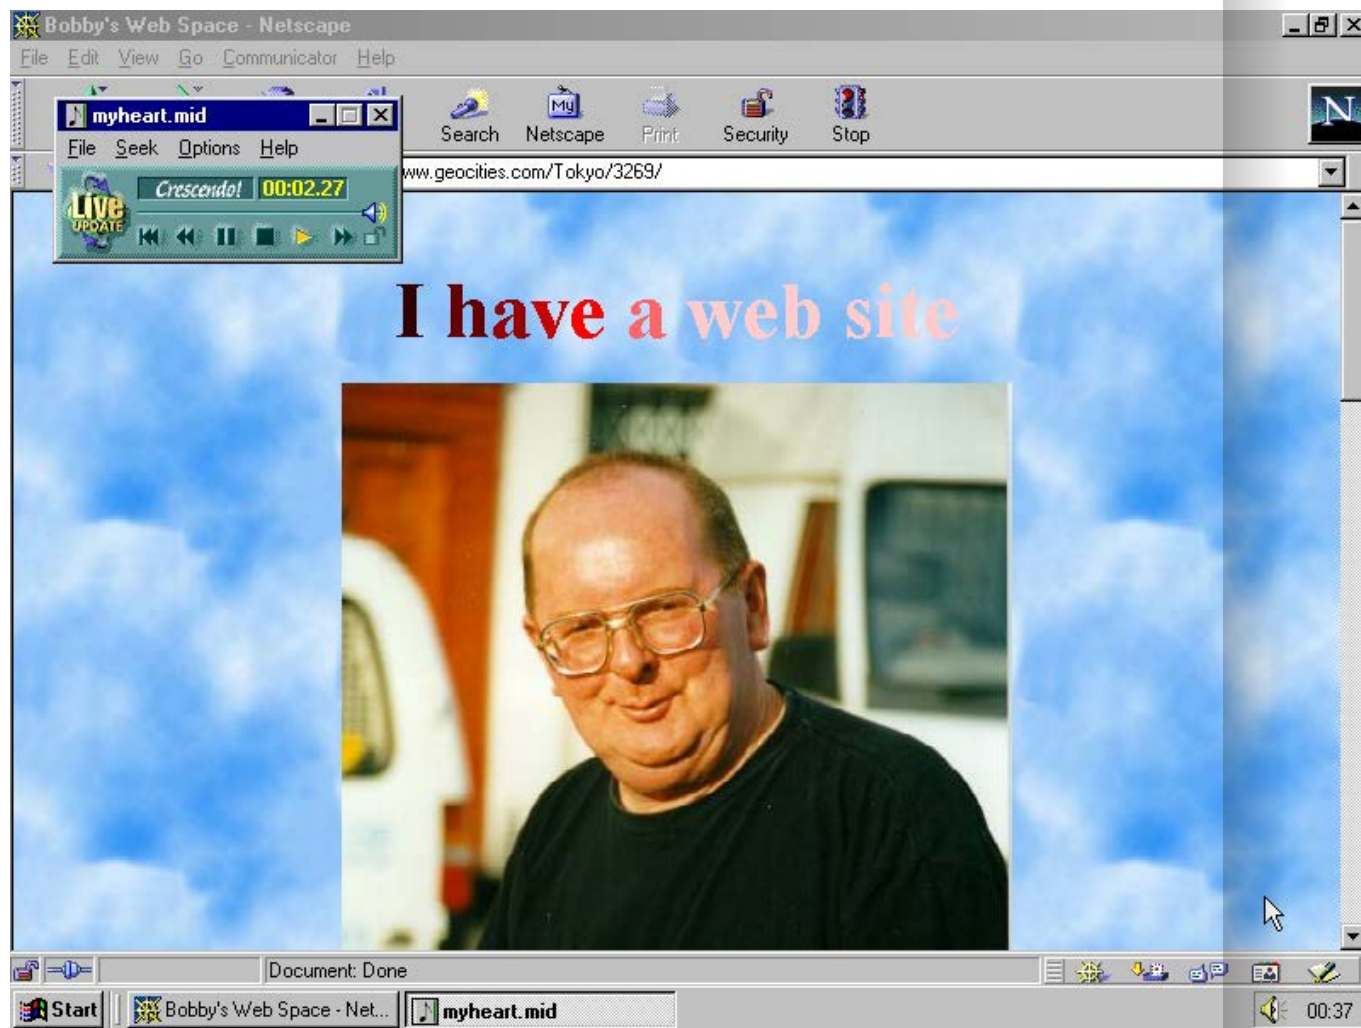 Bobby's Web Space - Netscape
File Edit View Go Communicator Help
myheart.mid
Search Netscape Print Security Stop
My
N
File Seek Options Help
ww.geocities.com/Tokyo/3269/
Crescendo! 00:02.27
Live
UPDATE
I have a web site
Document: Done
Start Bobby's Web Space - Net... myheart.mid 00:37